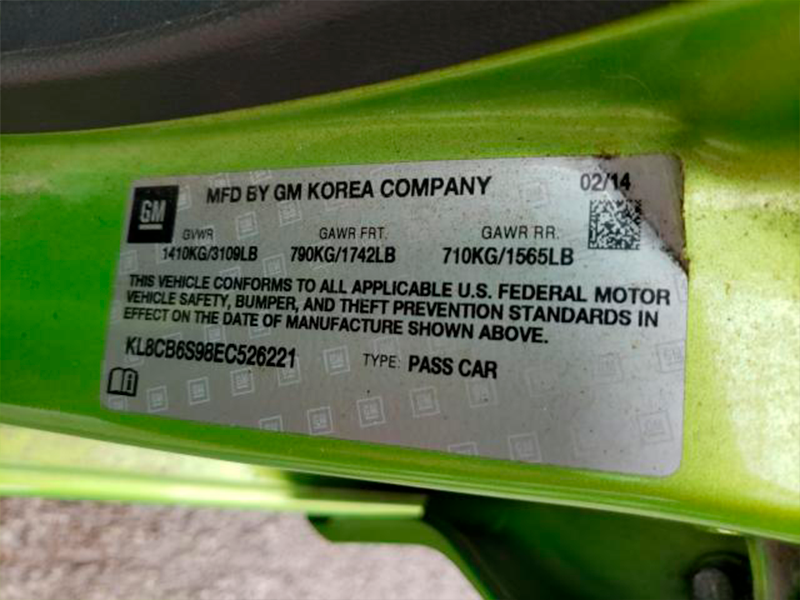 GM
MFD BY GM KOREA COMPANY
02/14
GVWR GAWR FRT. GAWR RR.
1410KG/3109LB 790KG/1742LB 710KG/1565LB
THIS VEHICLE CONFORMS TO ALL APPLICABLE U.S. FEDERAL MOTOR
VEHICLE SAFETY, BUMPER, AND THEFT PREVENTION STANDARDS IN
EFFECT ON THE DATE OF MANUFACTURE SHOWN ABOVE.
KL8CB6S98EC526221 TYPE: PASS CAR